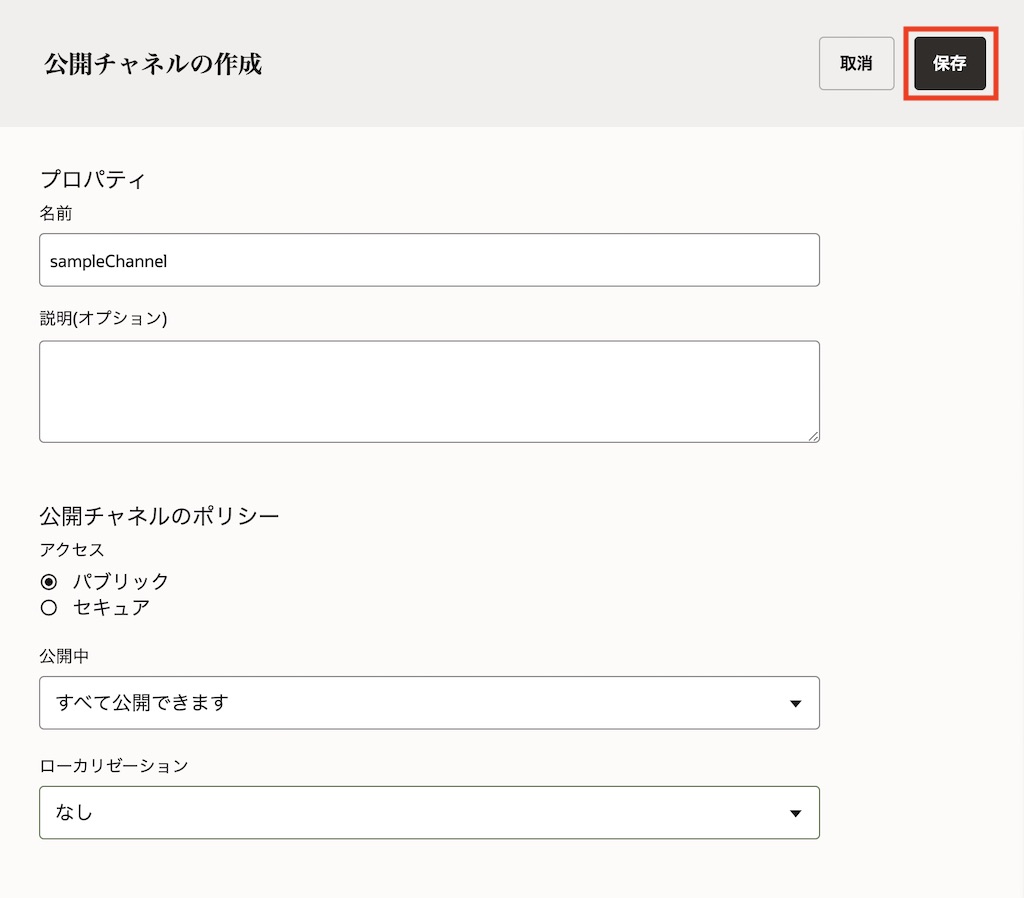 公開チャネルの作成
取消
保存
プロパティ
名前
sampleChannel
説明(オプション)
公開チャネルのポリシー
アクセス
パブリック
セキュア
公開中
すべて公開できます
ローカリゼーション
なし